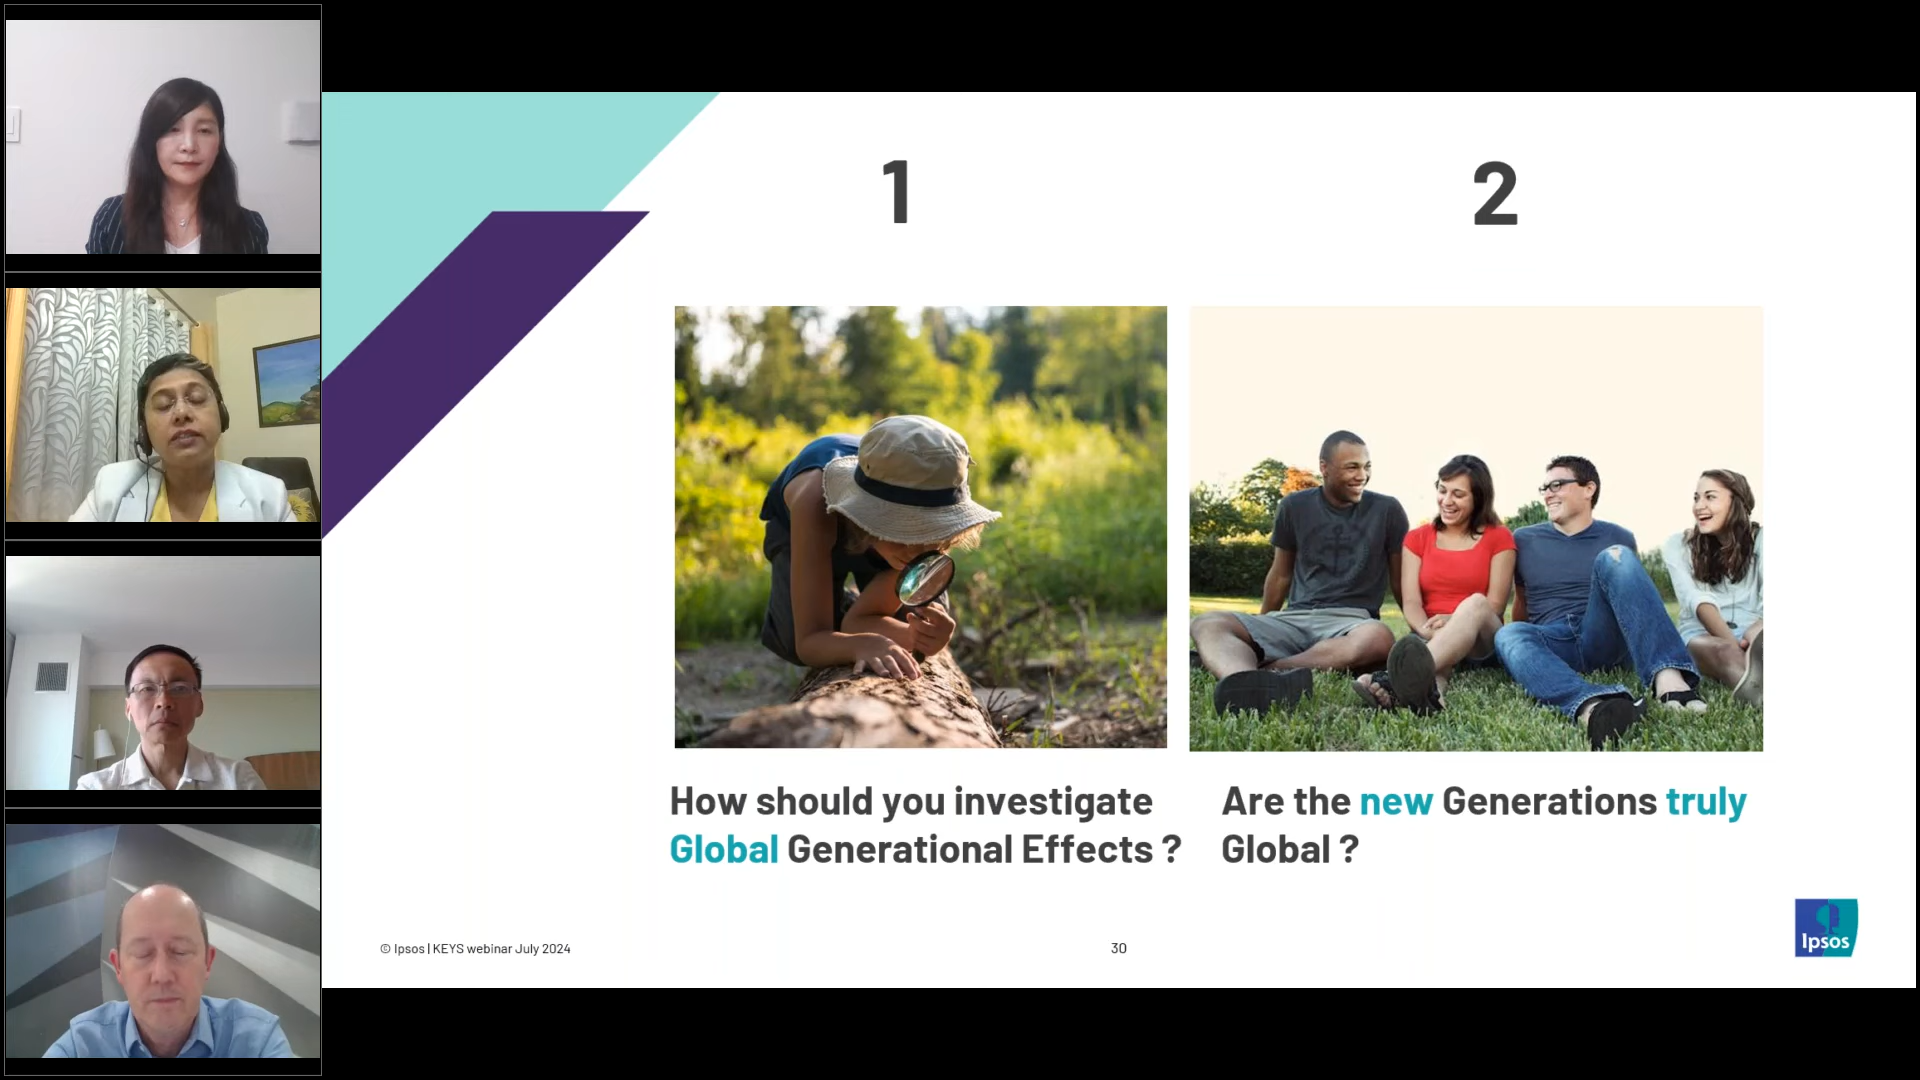 1
2
How should you investigate
Global Generational Effects ?
Are the new Generations truly
Global ?
© Ipsos | KEYS webinar July 2024
30
Ipsos